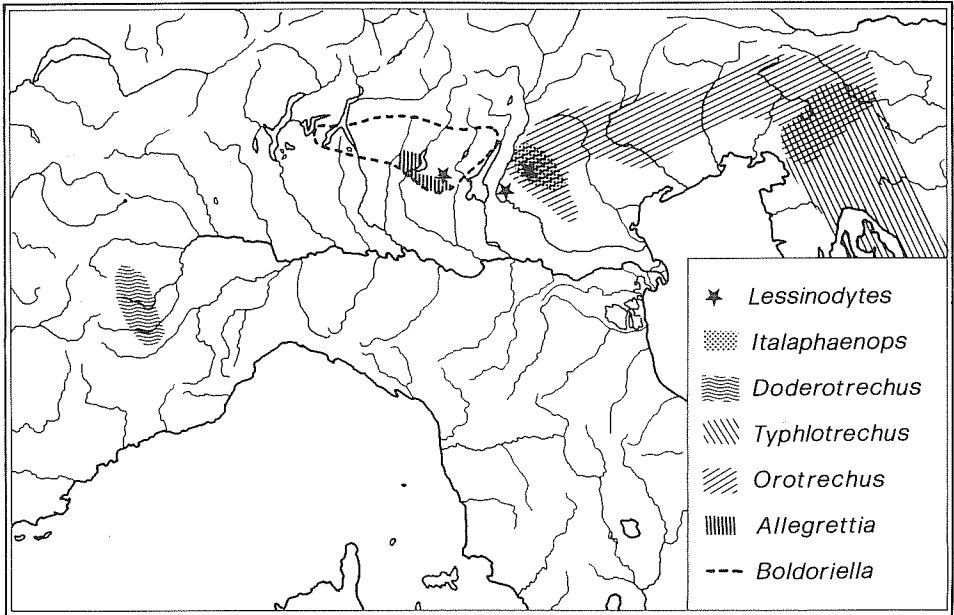 Lessinodytes
Italaphaenops
Doderotrechus
Typhlotrechus
Orotrechus
Allegrettia
Boldoriella